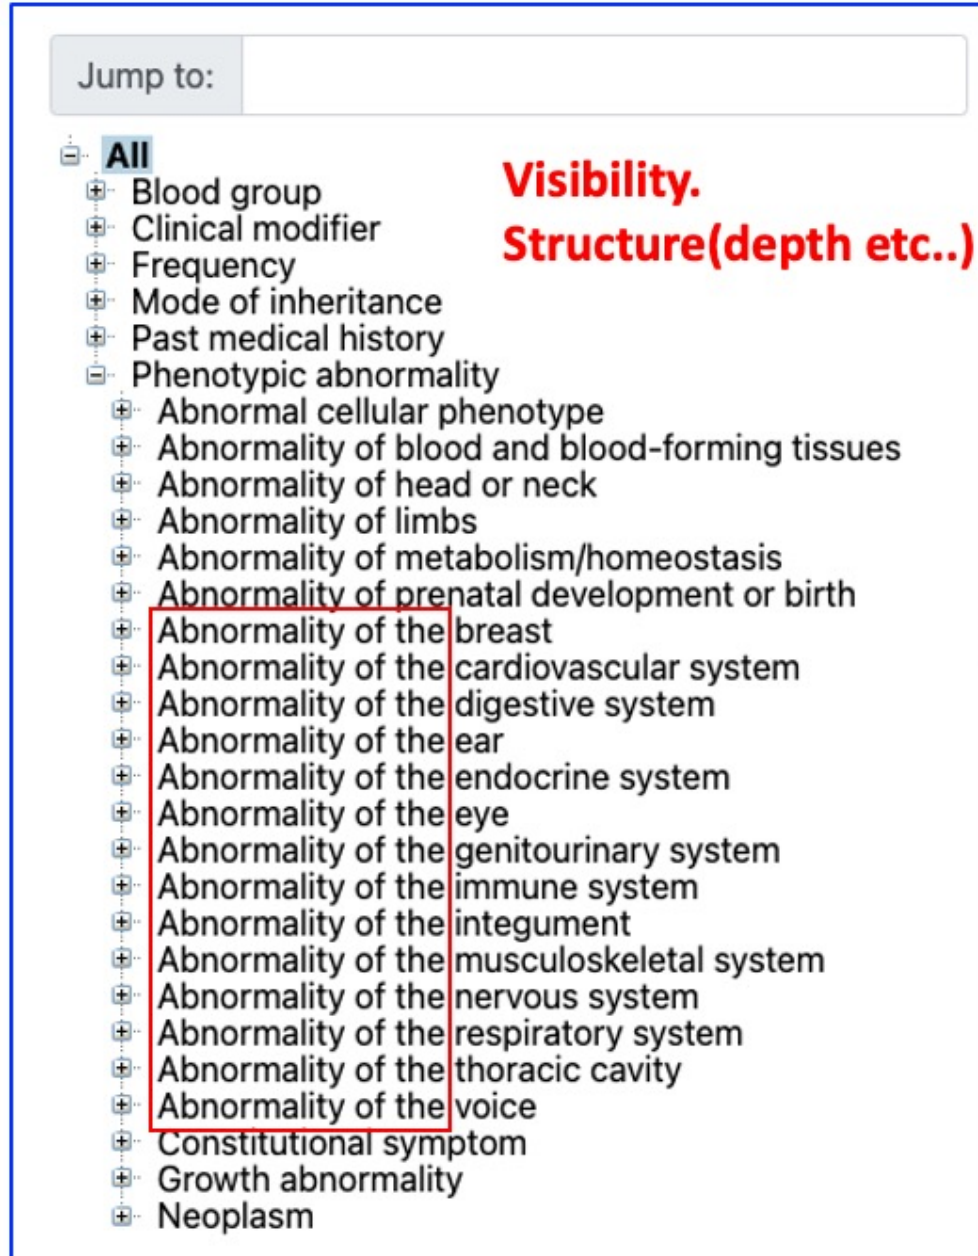 Jump to:
All
Visibility.
Blood group
Clinical modifier
Structure(depth etc..)
Frequency
Mode of inheritance
Past medical history
Phenotypic abnormality
Abnormal cellular phenotype
Abnormality of blood and blood-forming tissues
Abnormality of head or neck
Abnormality of limbs
Abnormality of metabolism/homeostasis
Abnormality of prenatal development or birth
Abnormality of the breast
Abnormality of the cardiovascular system
Abnormality of the digestive system
Abnormality of the ear
Abnormality of the endocrine system
Abnormality of the eye
Abnormality of the genitourinary system
Abnormality of the immune system
Abnormality of the integument
Abnormality of the musculoskeletal system
Abnormality of the nervous system
Abnormality of the respiratory system
Abnormality of the thoracic cavity
Abnormality of the voice
Constitutional symptom
Growth abnormality
Neoplasm